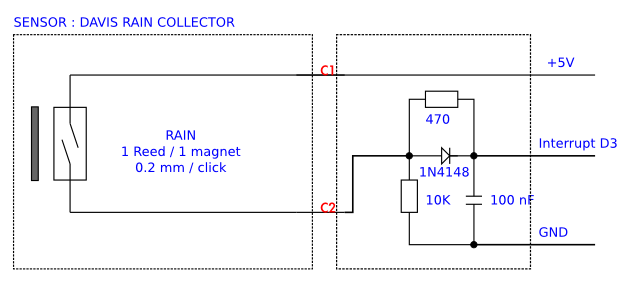 SENSOR : DAVIS RAIN COLLECTOR
C1
+5V
470
RAIN
1 Reed / 1 magnet
0.2 mm / click
Interrupt D3
1N4148
10K
100 nF
C2
GND